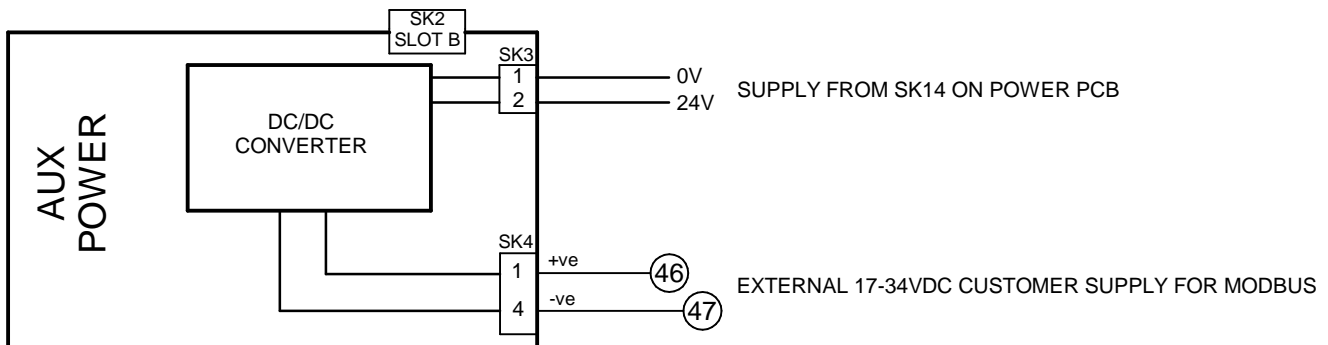 SK2
SLOT B
SK3
1
0V
2
24V
SUPPLY FROM SK14 ON POWER PCB
DC/DC
CONVERTER
AUX
POWER
SK4
1
+ve
46
4
-ve
47
EXTERNAL 17-34VDC CUSTOMER SUPPLY FOR MODBUS